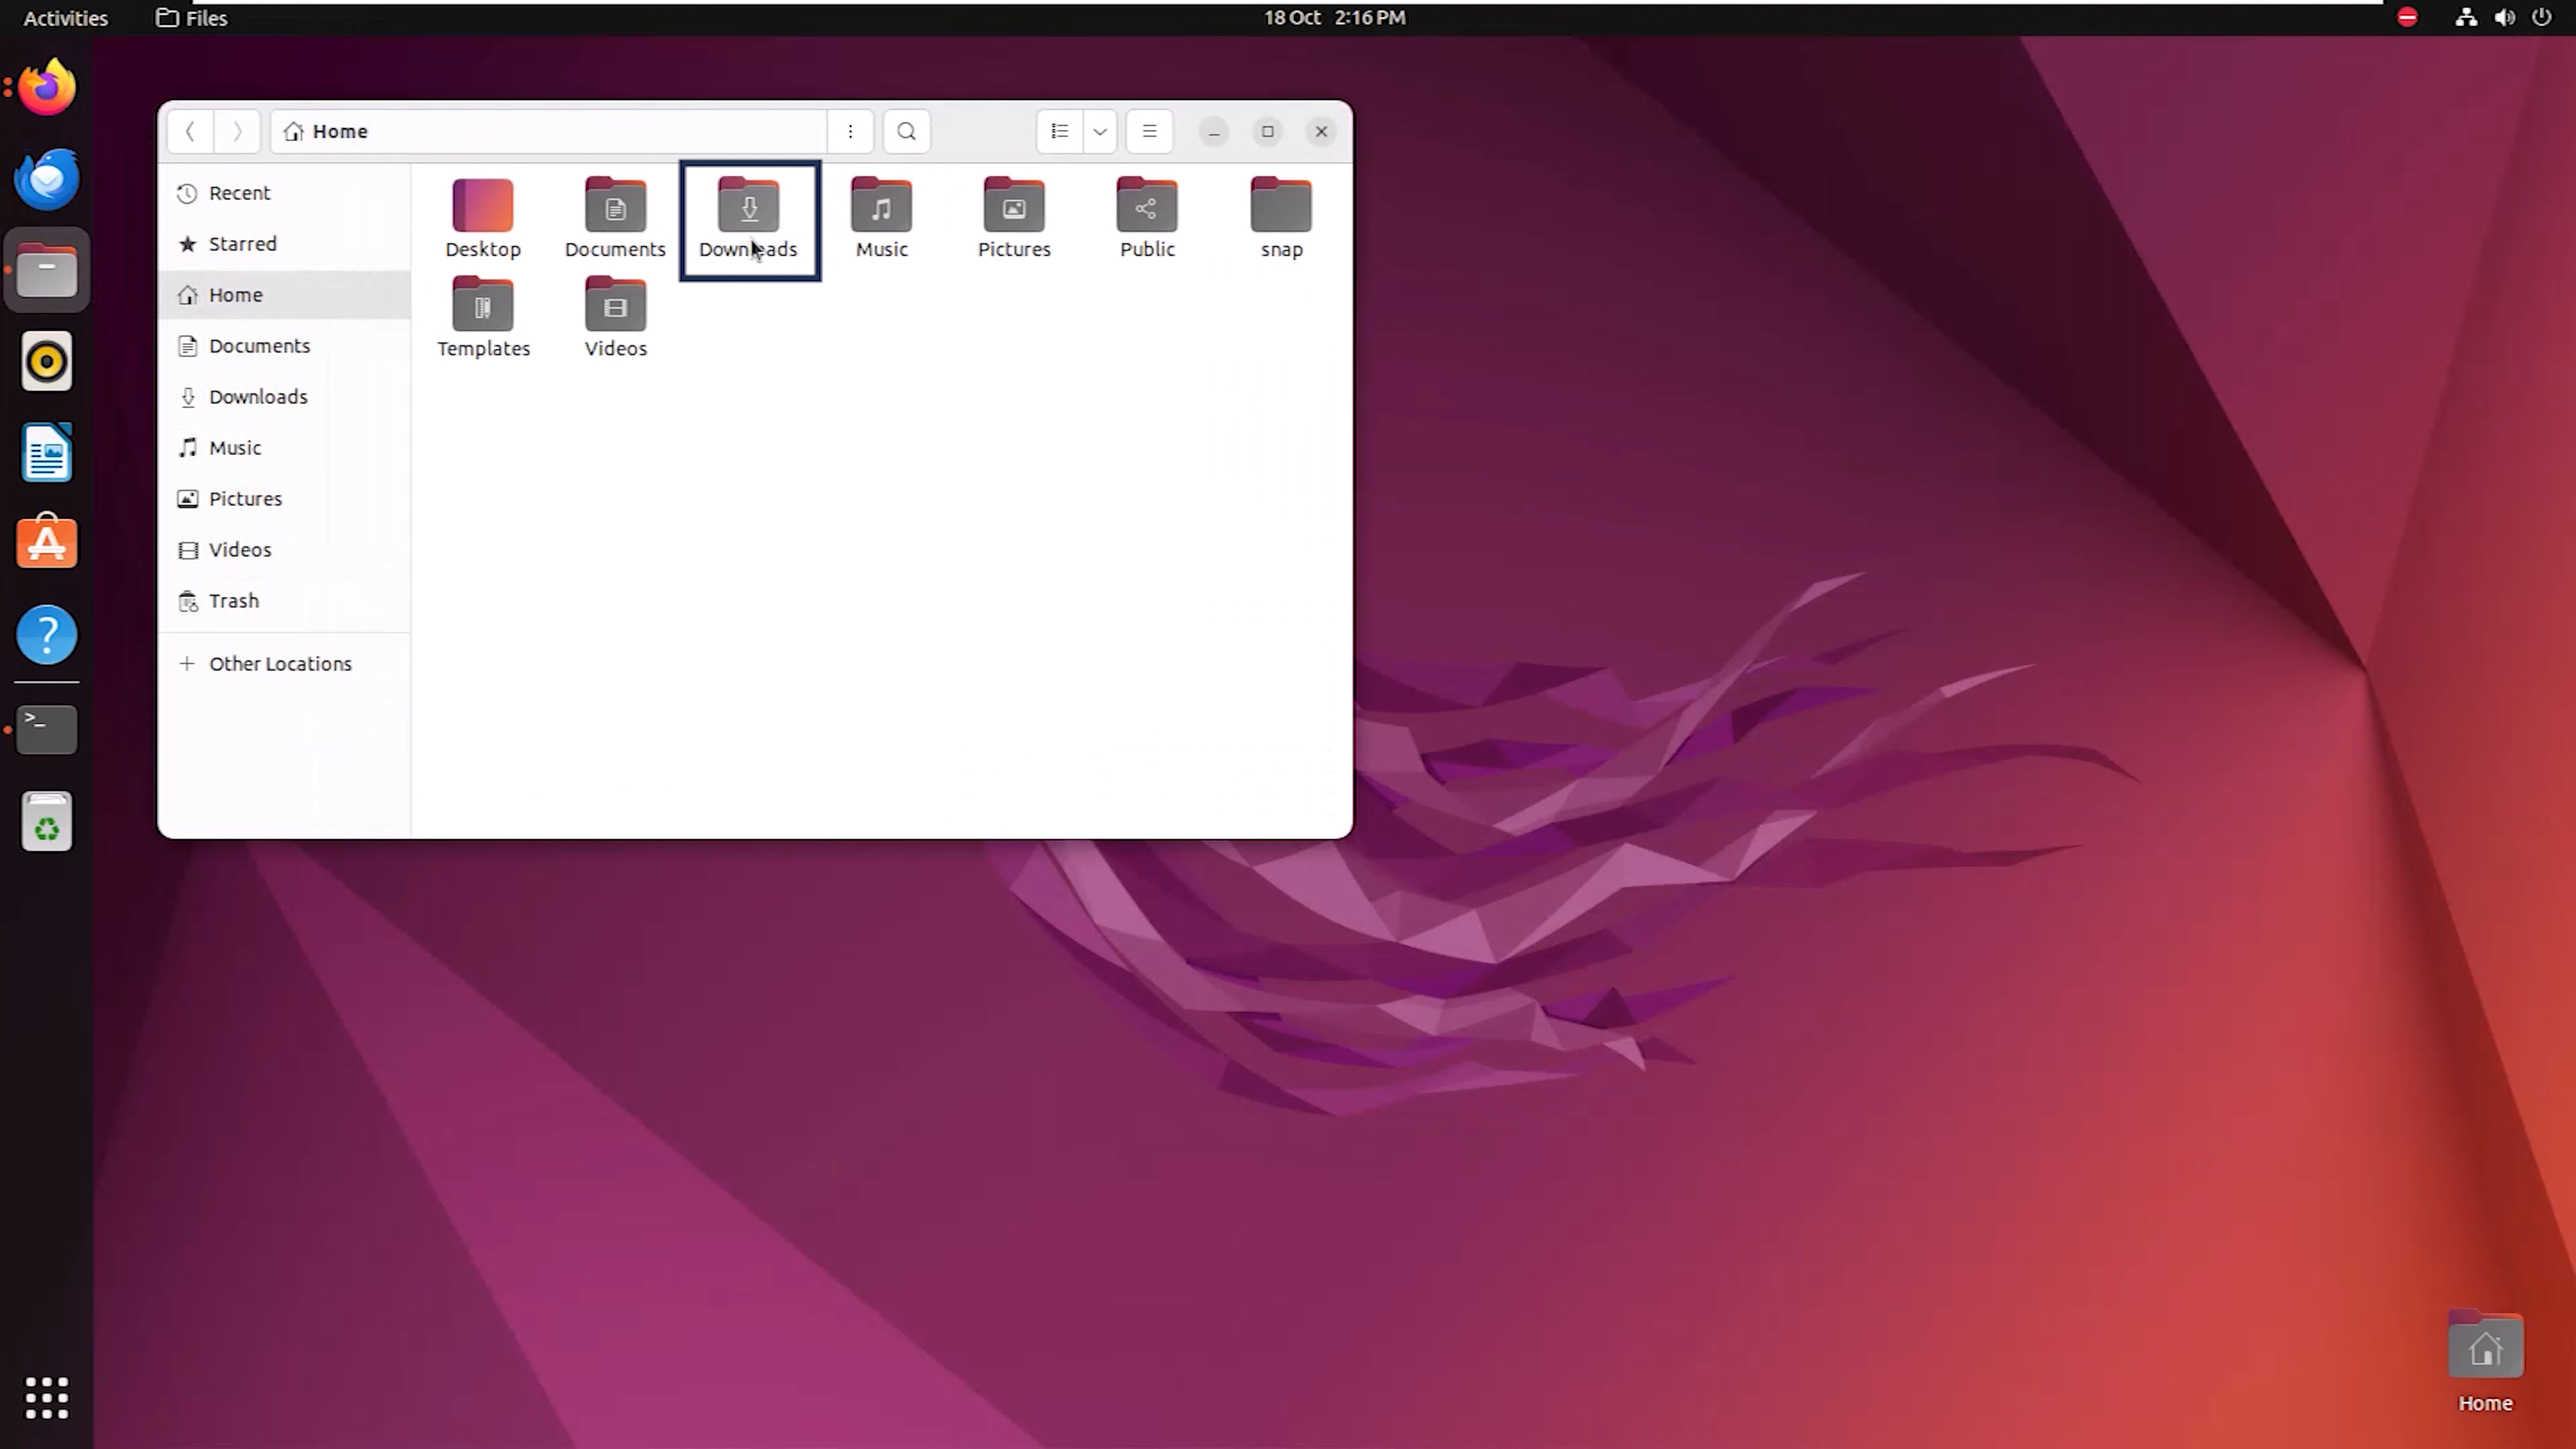 Activities Files 18 Oct 2:16 PM
Home
Recent
Starred
Home
Documents
Downloads
Music
Pictures
Videos
Trash
Other Locations
Desktop Documents Downloads Music Pictures Public snap
Templates Videos
Home